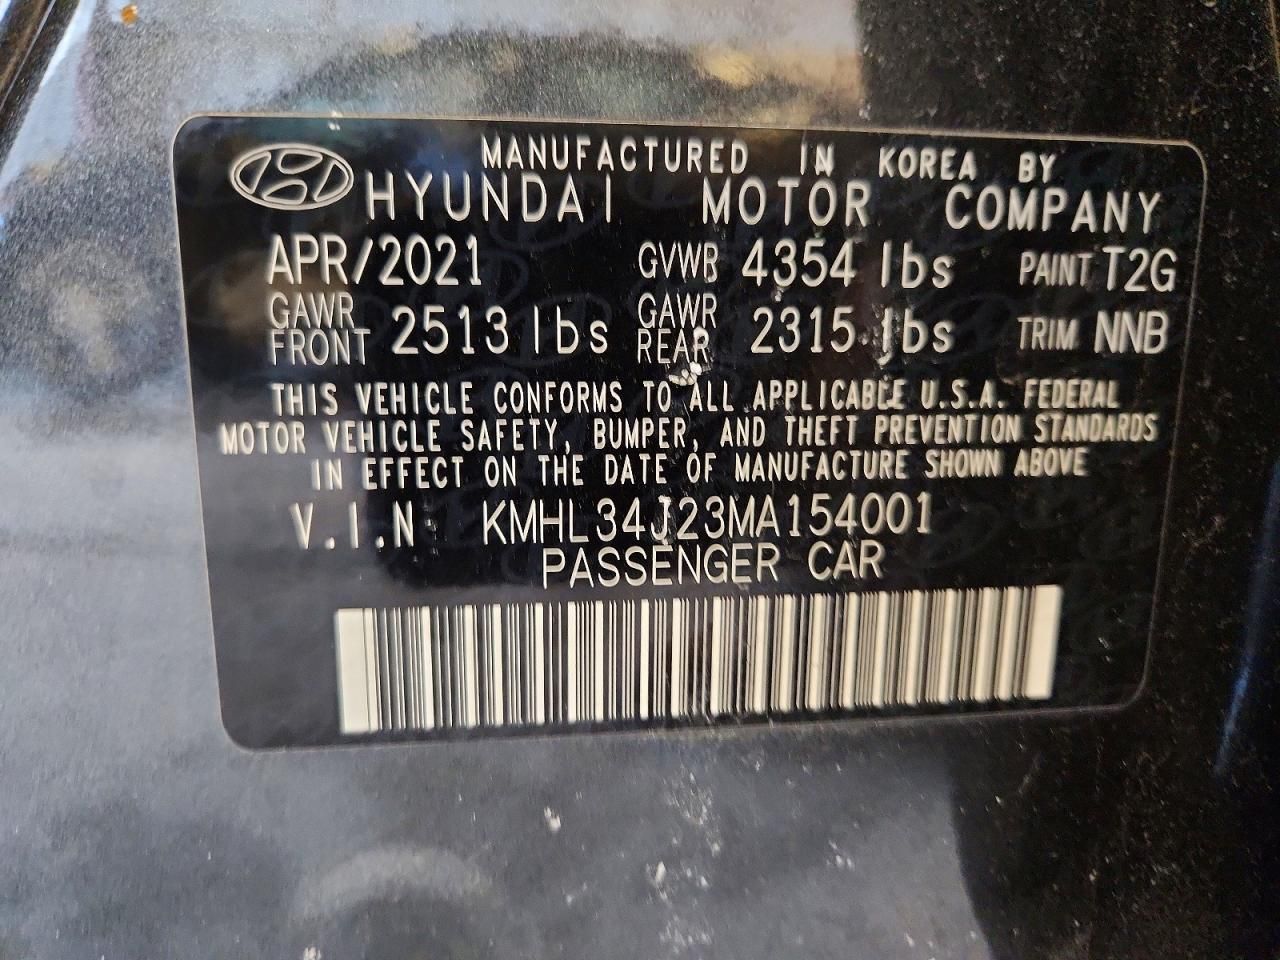 MANUFACTURED IN KOREA BY
HYUNDAI MOTOR COMPANY
APR/2021 GVWR 4354 lbs PAINT T2G
GAWR FRONT 2513 lbs GAWR REAR 2315 lbs TRIM NNB
THIS VEHICLE CONFORMS TO ALL APPLICABLE U.S.A. FEDERAL
MOTOR VEHICLE SAFETY, BUMPER, AND THEFT PREVENTION STANDARDS
IN EFFECT ON THE DATE OF MANUFACTURE SHOWN ABOVE
V.I.N. KMHL34J23MA154001
PASSENGER CAR